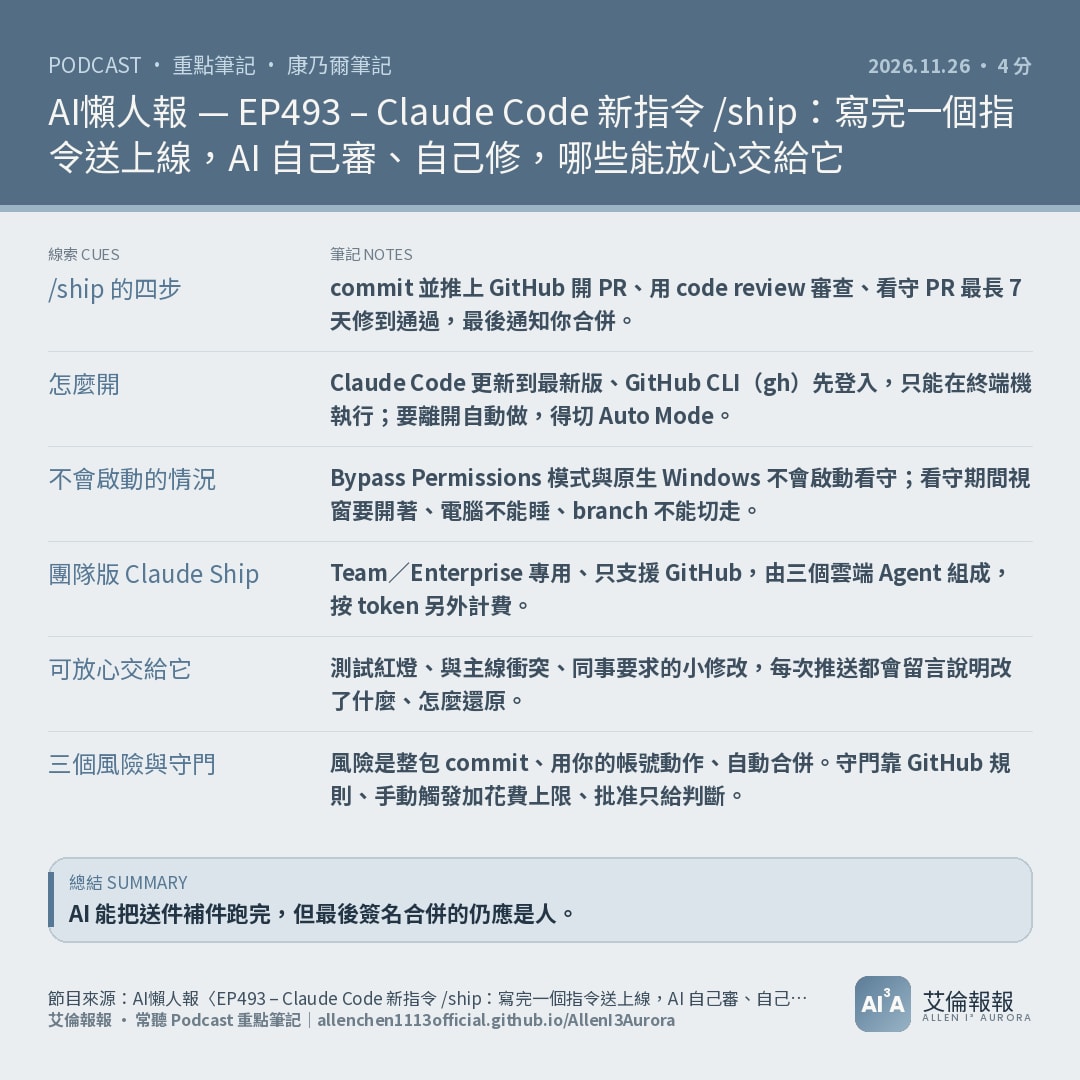 PODCAST • 重點筆記 • 康乃爾筆記
2026.11.26 • 4 分
AI懶人報 — EP493 – Claude Code 新指令 /ship：寫完一個指
令送上線，AI 自己審、自己修，哪些能放心交給它
線索 CUES
筆記 NOTES
/ship 的四步
commit 並推上 GitHub 開 PR、用 code review 審查、看守 PR 最長 7
天修到通過，最後通知你合併。
怎麼開
Claude Code 更新到最新版、GitHub CLI（gh）先登入，只能在終端機
執行；要離開自動做，得切 Auto Mode。
不會啟動的情況
Bypass Permissions 模式與原生 Windows 不會啟動看守；看守期間視
窗要開著、電腦不能睡、branch 不能切走。
團隊版 Claude Ship
Team／Enterprise 專用、只支援 GitHub，由三個雲端 Agent 組成，
按 token 另外計費。
可放心交給它
測試紅燈、與主線衝突、同事要求的小修改，每次推送都會留言說明改
了什麼、怎麼還原。
三個風險與守門
風險是整包 commit、用你的帳號動作、自動合併。守門靠 GitHub 規
則、手動觸發加花費上限、批准只給判斷。
總結 SUMMARY
AI 能把送件補件跑完，但最後簽名合併的仍應是人。
節目來源：AI懶人報〈EP493 – Claude Code 新指令 /ship：寫完一個指令送上線，AI 自己審、自己…
艾倫報報 • 常聽 Podcast 重點筆記｜allenchen1113official.github.io/AllenI3Aurora
AI³A
艾倫報報
ALLEN I³ AURORA